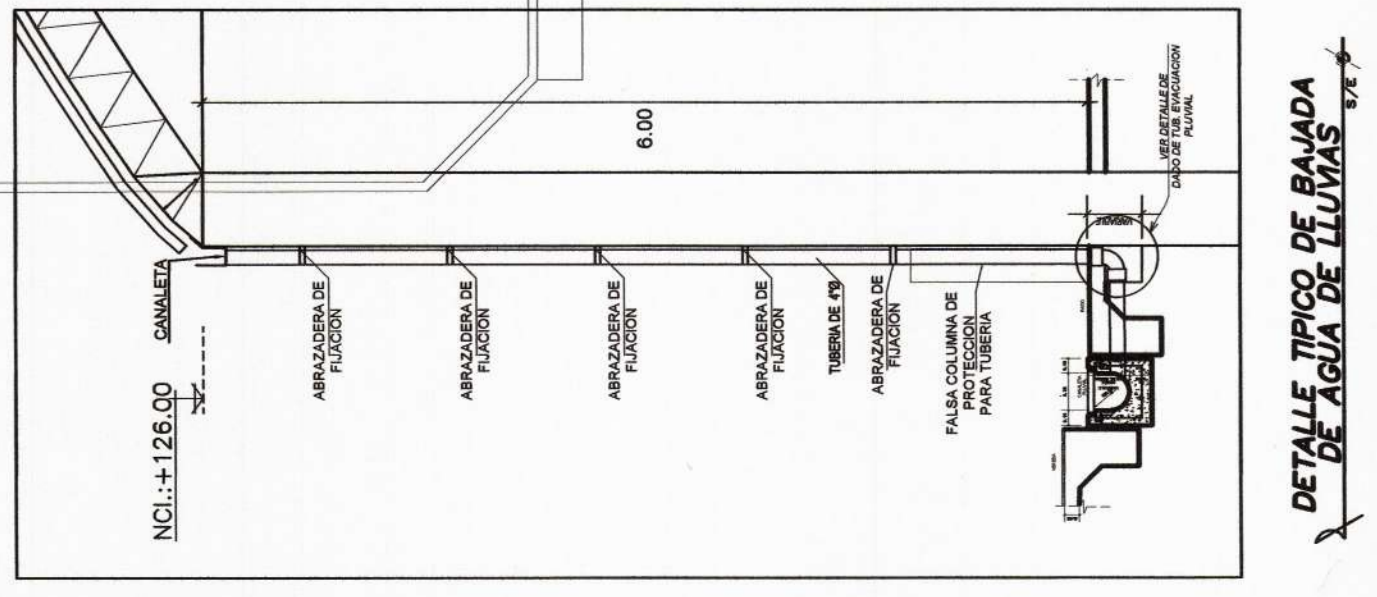 NCI.:+126.00
CANALETA
ABRAZADERA DE
FIJACION
ABRAZADERA DE
FIJACION
ABRAZADERA DE
FIJACION
ABRAZADERA DE
FIJACION
TUBERIA DE 4"Ø
ABRAZADERA DE
FIJACION
FALSA COLUMNA DE
PROTECCION
PARA TUBERIA
6.00
VARIABLE
VER DETALLE DE
DADO DE TUB. EVACUACION
PLUVIAL
VEREDA
DETALLE TIPICO DE BAJADA
DE AGUA DE LLUVIAS
S/E